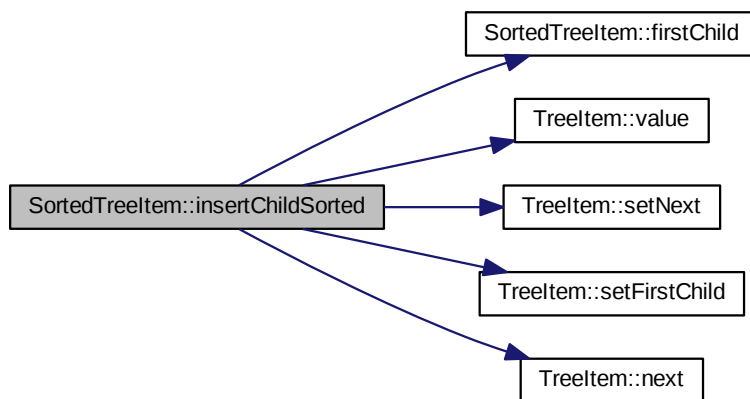 SortedTreeItem::firstChild
TreeItem::value
SortedTreeItem::insertChildSorted
TreeItem::setNext
TreeItem::setFirstChild
TreeItem::next